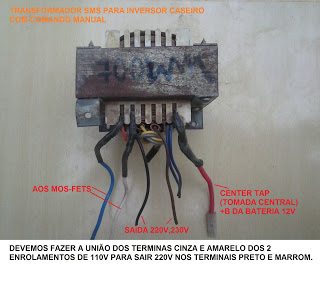 TRANSFORMADOR SMS PARA INVERSOR CASEIRO
COM COMANDO MANUAL
AOS MOS-FETS
SAIDA 220V,230V
CENTER TAP
(TOMADA CENTRAL)
+B DA BATERIA 12V
DEVEMOS FAZER A UNIÃO DOS TERMINAS CINZA E AMARELO DOS 2
ENROLAMENTOS DE 110V PARA SAIR 220V NOS TERMINAIS PRETO E MARROM.